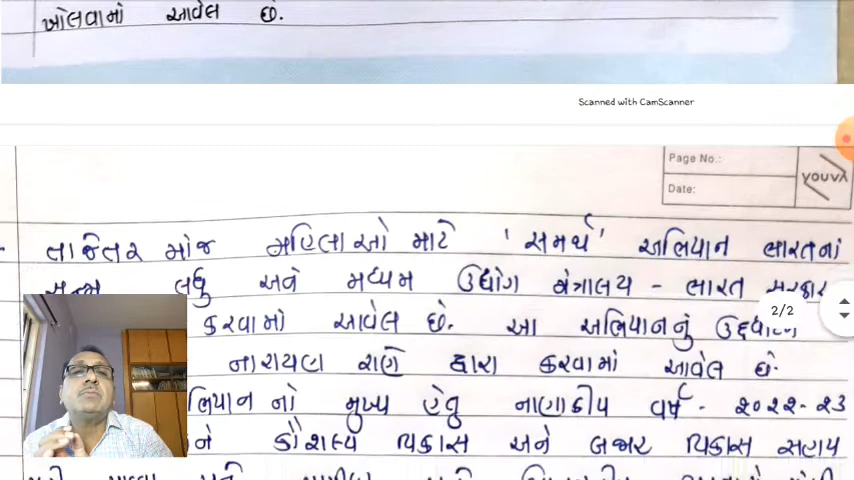 ખોલવામાં આવેલ છે.
Scanned with CamScanner
Page No.:
YOUVA
Date:
- તાજેતર માંજ મહિલાઓ માટે 'સમર્થ' અભિયાન ભારતનાં
લઘુ અને મધ્યમ ઉદ્યોગ મંત્રાલય - ભારત સરકાર
2/2
કરવામાં આવેલ છે. આ અભિયાનનું
નારાયણ રાણે દ્વારા કરવામાં આવેલ છે.
નો મુખ્ય હેતુ નાણાકીય વર્ષ - ૨૦૨૨-૨૩
કૌશલ્ય વિકાસ અને બજાર વિકાસ સહાય